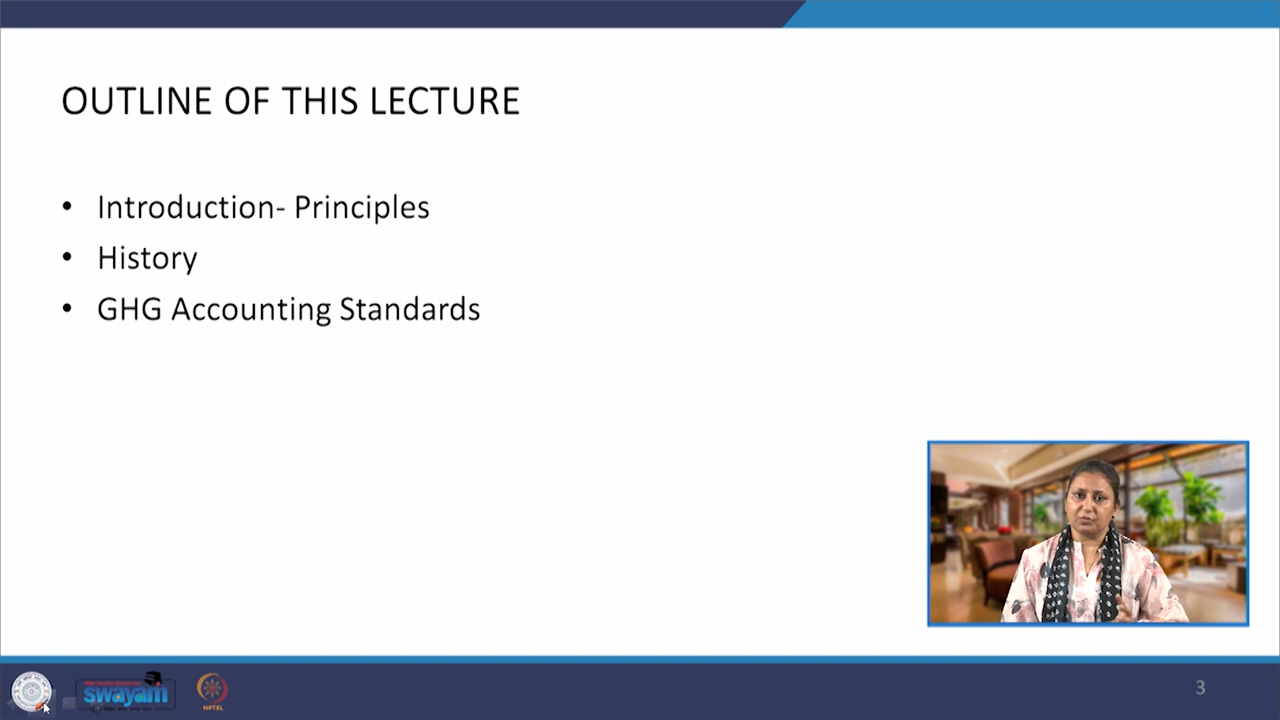 OUTLINE OF THIS LECTURE
• Introduction- Principles
• History
• GHG Accounting Standards
swayam
NPTEL
3